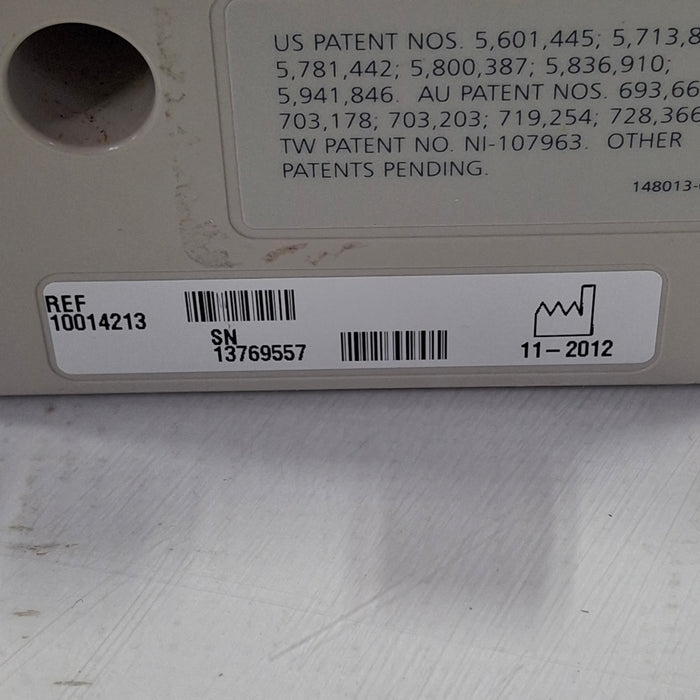 US PATENT NOS. 5,601,445; 5,713,8
5,781,442; 5,800,387; 5,836,910;
5,941,846. AU PATENT NOS. 693,66
703,178; 703,203; 719,254; 728,366
TW PATENT NO. NI-107963. OTHER
PATENTS PENDING.
148013-
REF
10014213
SN
13769557
11-2012